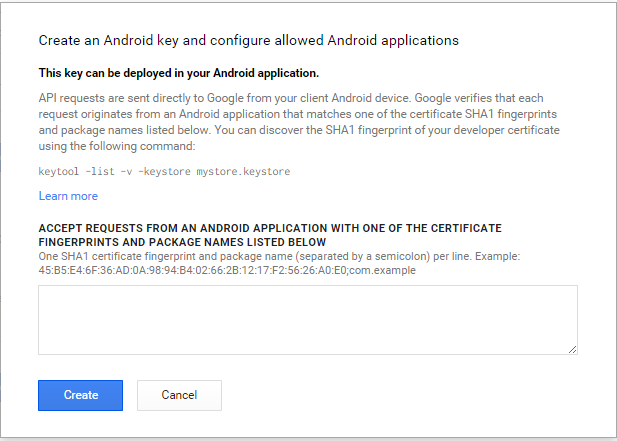 Create an Android key and configure allowed Android applications
This key can be deployed in your Android application.
API requests are sent directly to Google from your client Android device. Google verifies that each
request originates from an Android application that matches one of the certificate SHA1 fingerprints
and package names listed below. You can discover the SHA1 fingerprint of your developer certificate
using the following command:
keytool -list -v -keystore mystore.keystore
Learn more
ACCEPT REQUESTS FROM AN ANDROID APPLICATION WITH ONE OF THE CERTIFICATE
FINGERPRINTS AND PACKAGE NAMES LISTED BELOW
One SHA1 certificate fingerprint and package name (separated by a semicolon) per line. Example:
45:B5:E4:6F:36:AD:0A:98:94:B4:02:66:2B:12:17:F2:56:26:A0:E0;com.example
Create
Cancel